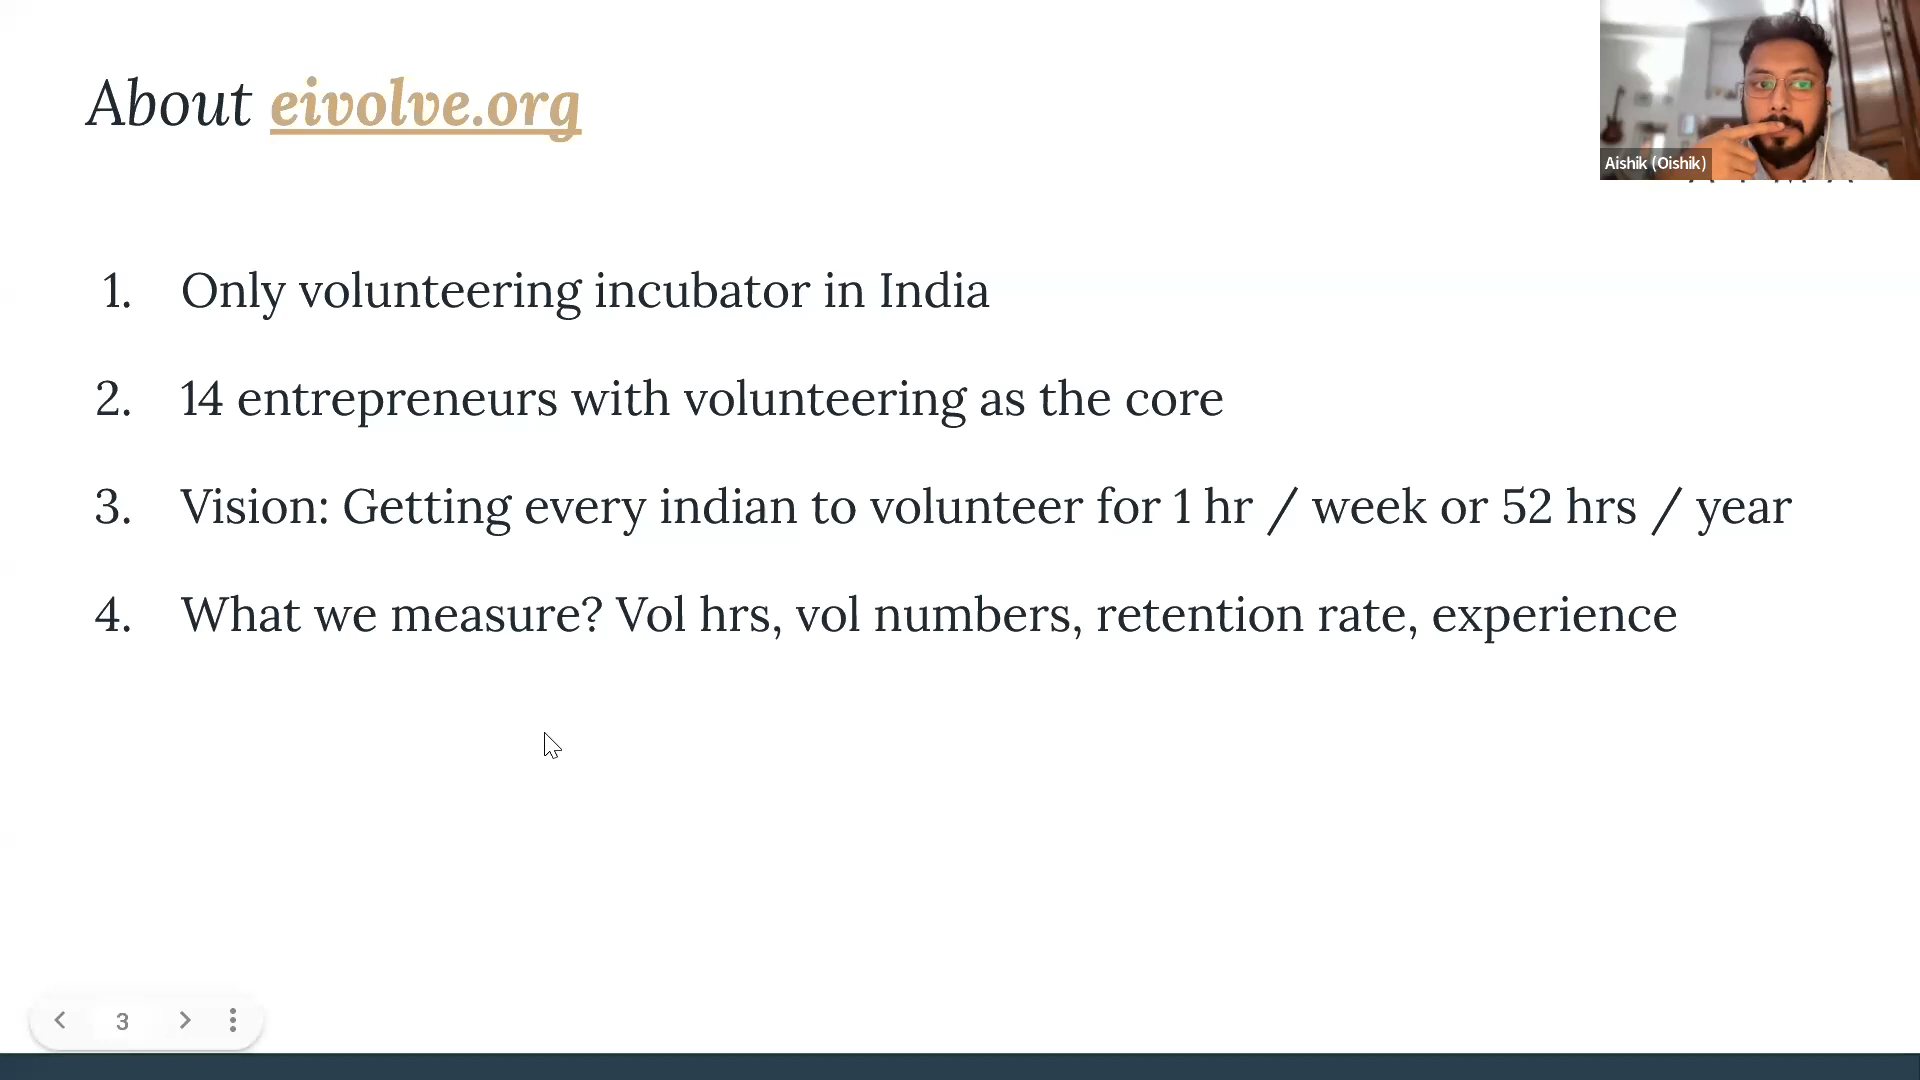 About eivolve.org
Aishik (Oishik)
1. Only volunteering incubator in India
2. 14 entrepreneurs with volunteering as the core
3. Vision: Getting every indian to volunteer for 1 hr / week or 52 hrs / year
4. What we measure? Vol hrs, vol numbers, retention rate, experience
3